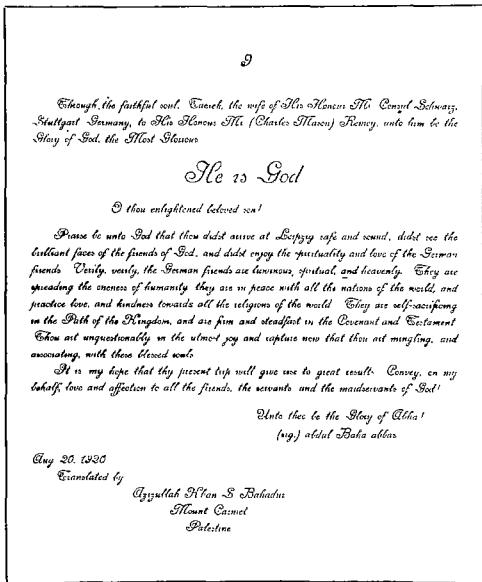 9
Through, the faithful soul, Tuereh, the wife of His Honour Mr Consul Schwarz,
Stuttgart Germany, to His Honour Mr (Charles Mason) Remey, unto him be the
Glory of God, the Most Glorious
He is God
O thou enlightened beloved son!
Praise be unto God that thou didst arrive at Leipzig safe and sound, didst see the
brilliant faces of the friends of God, and didst enjoy the spirituality and love of the German
friends Verily, verily, the German friends are luminous, spiritual, and heavenly. They are
spreading the oneness of humanity they are in peace with all the nations of the world, and
practice love, and kindness towards all the religions of the world They are self-sacrificing
in the Path of the Kingdom, and are firm and steadfast in the Covenant and Testament
Thou art unquestionably in the utmost joy and rapture now that thou art mingling, and
associating, with these blessed souls
It is my hope that thy present trip will give rise to great results Convey, on my
behalf, love and affection to all the friends, the servants and the maidservants of God!
Unto thee be the Glory of Abha!
(sig.) abdul Baha abbas
Aug 20. 1920
Translated by
Azizullah Khan S Bahadur
Mount Carmel
Palestine